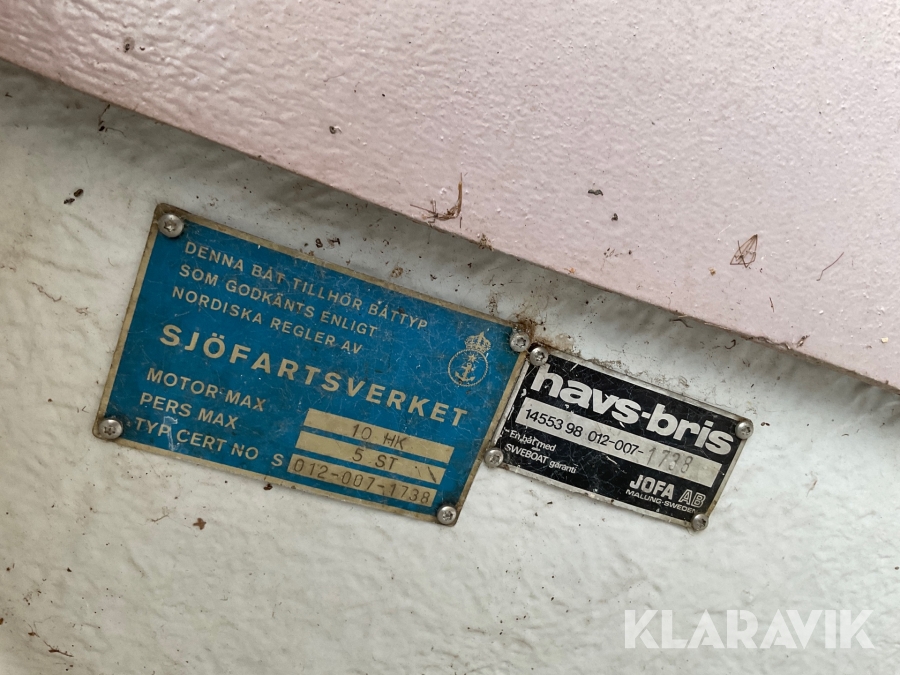 DENNA BÅT TILLHÖR BÅTTYP
SOM GODKÄNTS ENLIGT
NORDISKA REGLER AV
SJÖFARTSVERKET
MOTOR-MAX 10 HK
PERS MAX 5 ST
TYP CERT NO S 012-007-1738
havs-bris
14553 98 012-007-1738
En båt med
SWEBOAT garanti
JOFA AB
MALUNG-SWEDEN
KLARAVIK